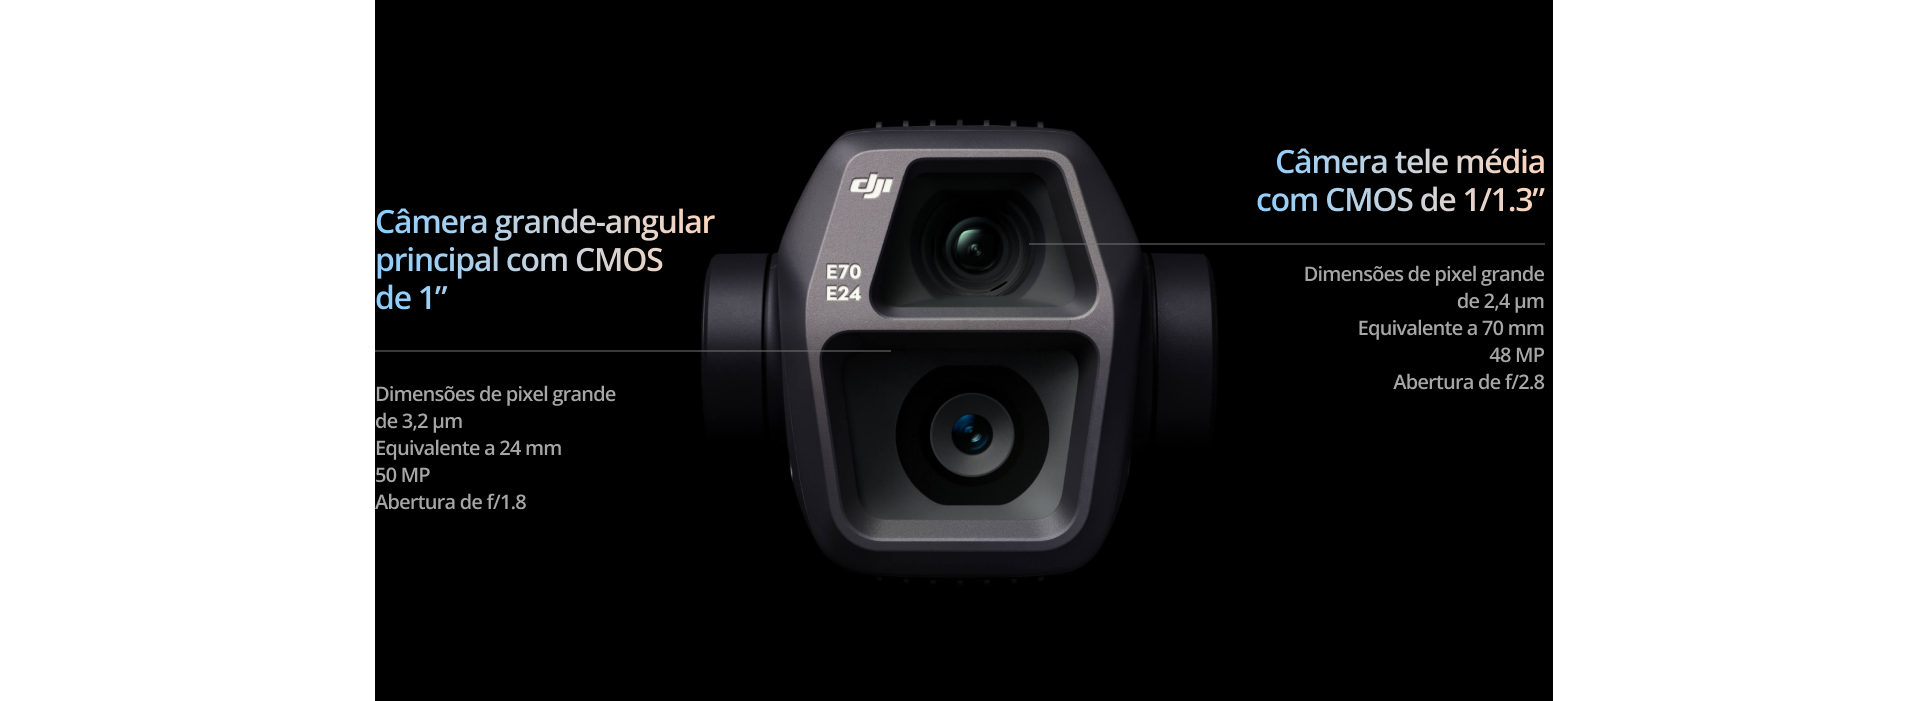 Câmera grande-angular
principal com CMOS
de 1”
Dimensões de pixel grande
de 3,2 μm
Equivalente a 24 mm
50 MP
Abertura de f/1.8
dji
E70
E24
Câmera tele média
com CMOS de 1/1.3”
Dimensões de pixel grande
de 2,4 μm
Equivalente a 70 mm
48 MP
Abertura de f/2.8